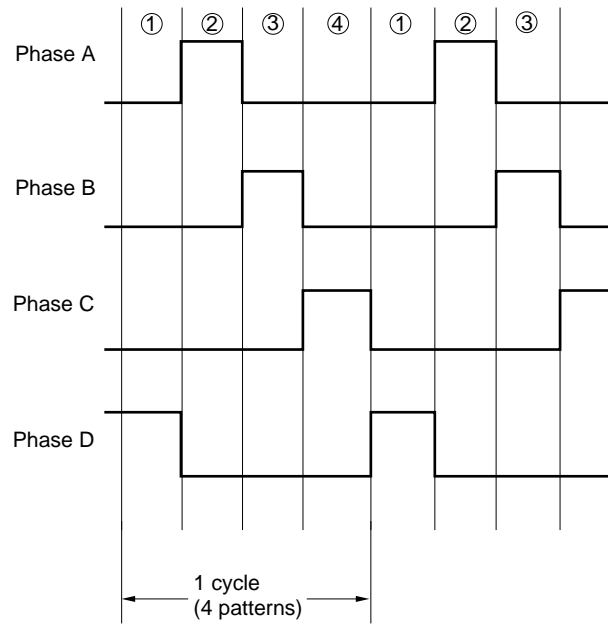 ① ② ③ ④ ① ② ③
Phase A
Phase B
Phase C
Phase D
1 cycle
(4 patterns)